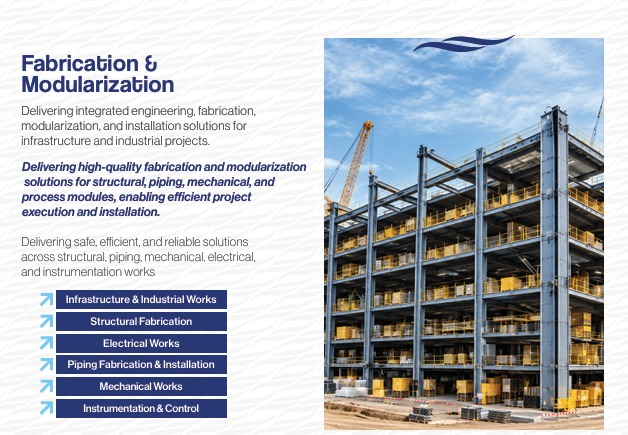 Fabrication &
Modularization
Delivering integrated engineering, fabrication,
modularization, and installation solutions for
infrastructure and industrial projects.
Delivering high-quality fabrication and modularization
solutions for structural, piping, mechanical, and
process modules, enabling efficient project
execution and installation.
Delivering safe, efficient, and reliable solutions
across structural, piping, mechanical, electrical,
and instrumentation works
Infrastructure & Industrial Works
Structural Fabrication
Electrical Works
Piping Fabrication & Installation
Mechanical Works
Instrumentation & Control